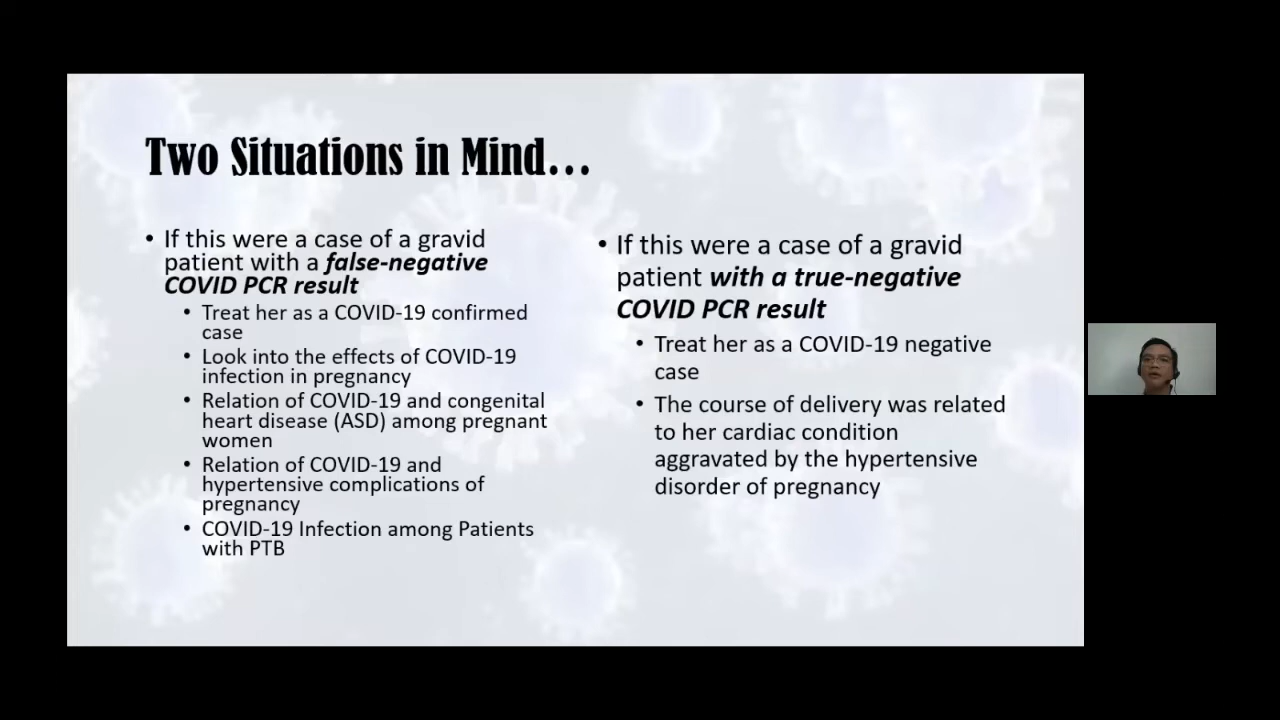 Two Situations in Mind...
• If this were a case of a gravid
patient with a false-negative
COVID PCR result
• Treat her as a COVID-19 confirmed
case
• Look into the effects of COVID-19
infection in pregnancy
• Relation of COVID-19 and congenital
heart disease (ASD) among pregnant
women
• Relation of COVID-19 and
hypertensive complications of
pregnancy
• COVID-19 Infection among Patients
with PTB
• If this were a case of a gravid
patient with a true-negative
COVID PCR result
• Treat her as a COVID-19 negative
case
• The course of delivery was related
to her cardiac condition
aggravated by the hypertensive
disorder of pregnancy